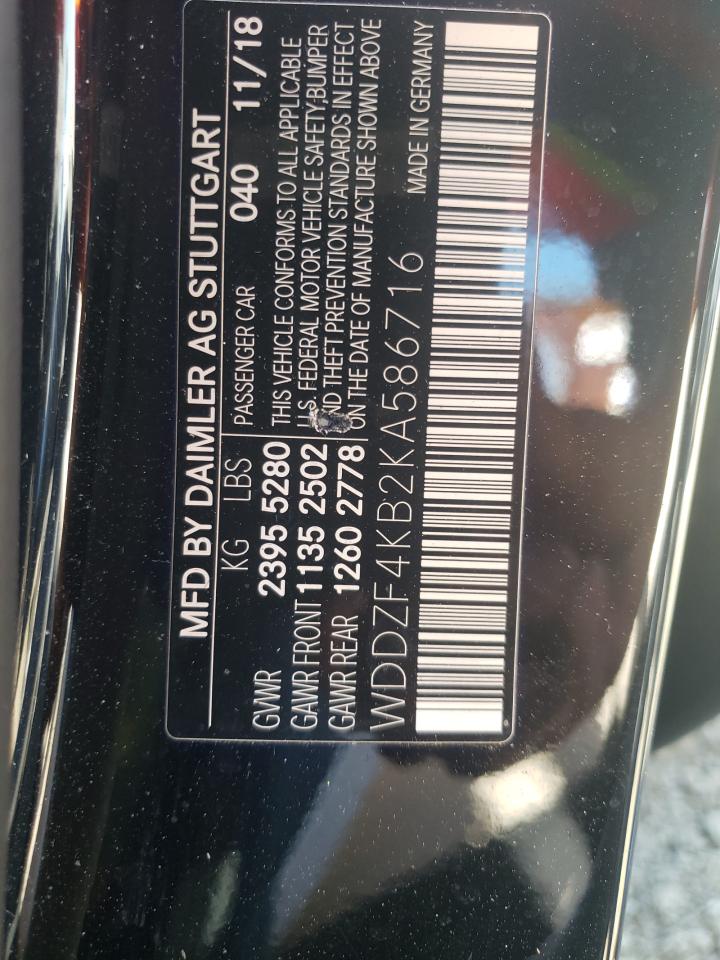 MFD BY DAIMLER AG STUTTGART
KG LBS
GVWR 2395 5280
GAWR FRONT 1135 2502
GAWR REAR 1260 2778
PASSENGER CAR 040 11/18
THIS VEHICLE CONFORMS TO ALL APPLICABLE
U.S. FEDERAL MOTOR VEHICLE SAFETY,BUMPER
THEFT PREVENTION STANDARDS IN EFFECT
ON THE DATE OF MANUFACTURE SHOWN ABOVE
WDDZF4KB2KA586716
MADE IN GERMANY